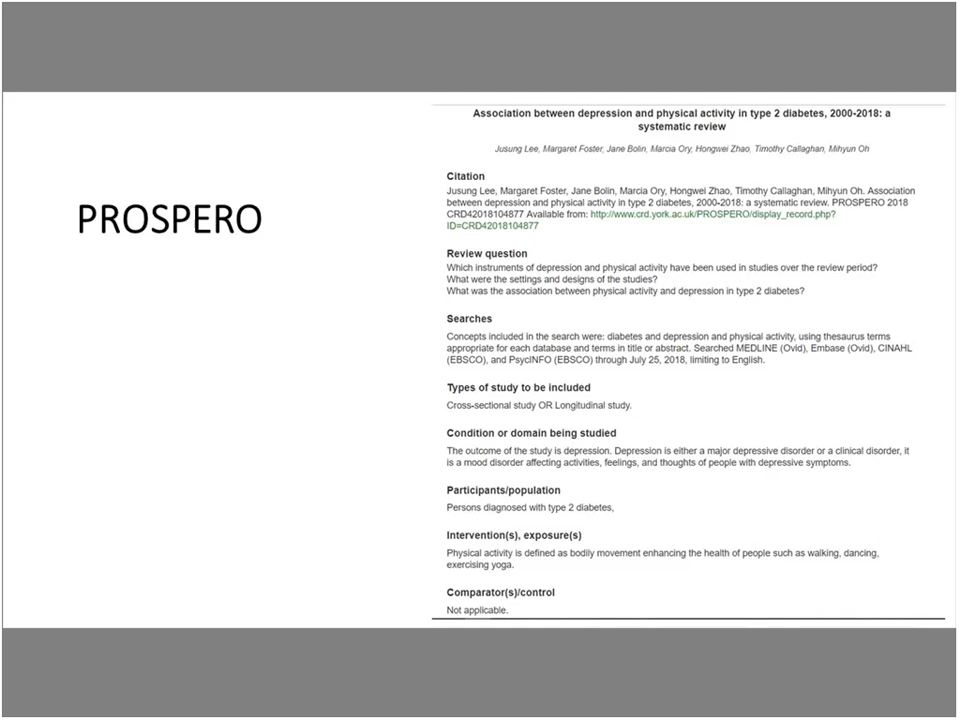 PROSPERO
Association between depression and physical activity in type 2 diabetes, 2000-2018: a
systematic review
Jusung Lee, Margaret Foster, Jane Bolin, Marcia Ory, Hongwei Zhao, Timothy Callaghan, Mihyun Oh
Citation
Jusung Lee, Margaret Foster, Jane Bolin, Marcia Ory, Hongwei Zhao, Timothy Callaghan, Mihyun Oh. Association
between depression and physical activity in type 2 diabetes, 2000-2018: a systematic review. PROSPERO 2018
CRD42018104877 Available from: http://www.crd.york.ac.uk/PROSPERO/display_record.php?
ID=CRD42018104877
Review question
Which instruments of depression and physical activity have been used in studies over the review period?
What were the settings and designs of the studies?
What was the association between physical activity and depression in type 2 diabetes?
Searches
Concepts included in the search were: diabetes and depression and physical activity, using thesaurus terms
appropriate for each database and terms in title or abstract. Searched MEDLINE (Ovid), Embase (Ovid), CINAHL
(EBSCO), and PsycINFO (EBSCO) through July 25, 2018, limiting to English.
Types of study to be included
Cross-sectional study OR Longitudinal study.
Condition or domain being studied
The outcome of the study is depression. Depression is either a major depressive disorder or a clinical disorder, it
is a mood disorder affecting activities, feelings, and thoughts of people with depressive symptoms.
Participants/population
Persons diagnosed with type 2 diabetes,
Intervention(s), exposure(s)
Physical activity is defined as bodily movement enhancing the health of people such as walking, dancing,
exercising yoga.
Comparator(s)/control
Not applicable.